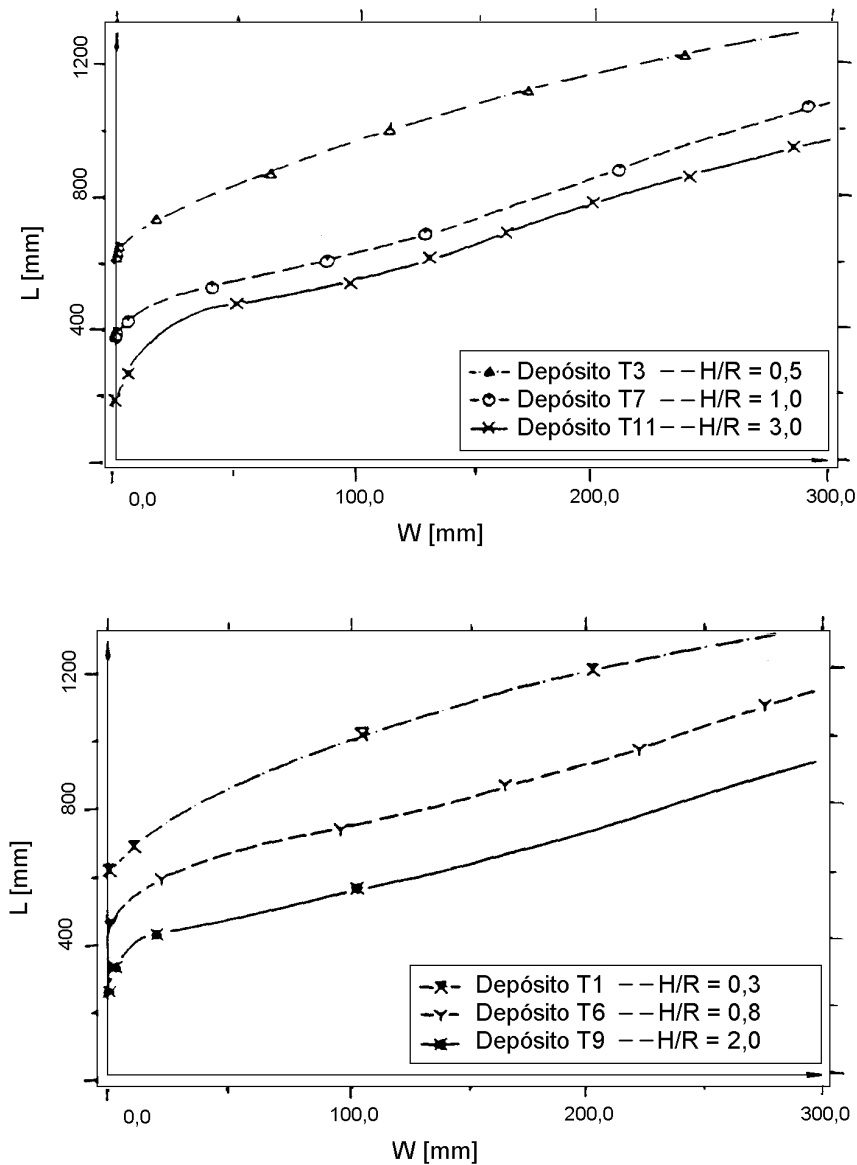 1200
800
400
L [mm]
Depósito T3 – – H/R = 0,5
Depósito T7 – – H/R = 1,0
Depósito T11 – – H/R = 3,0
0,0 100,0 200,0 300,0
W [mm]
1200
800
400
L [mm]
Depósito T1 – – H/R = 0,3
Depósito T6 – – H/R = 0,8
Depósito T9 – – H/R = 2,0
0,0 100,0 200,0 300,0
W [mm]